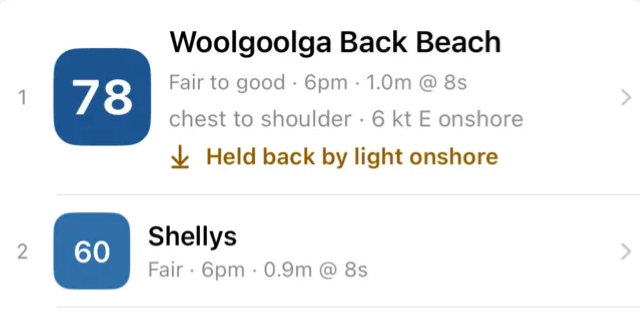 1
78
Woolgoolga Back Beach
Fair to good · 6pm · 1.0m @ 8s
chest to shoulder · 6 kt E onshore
Held back by light onshore
2
60
Shellys
Fair · 6pm · 0.9m @ 8s